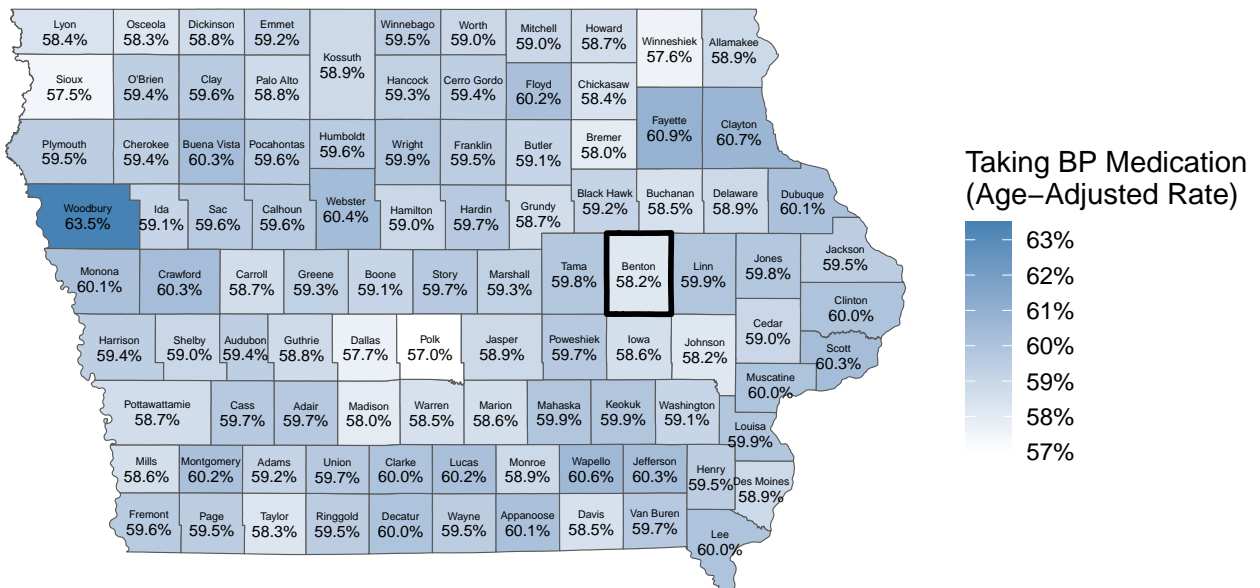 Lyon
58.4%
Osceola
58.3%
Dickinson
58.8%
Emmet
59.2%
Kossuth
58.9%
Winnebago
59.5%
Worth
59.0%
Mitchell
59.0%
Howard
58.7%
Winneshiek
57.6%
Allamakee
58.9%
Sioux
57.5%
O'Brien
59.4%
Clay
59.6%
Palo Alto
58.8%
Hancock
59.3%
Cerro Gordo
59.4%
Floyd
60.2%
Chickasaw
58.4%
Fayette
60.9%
Clayton
60.7%
Plymouth
59.5%
Cherokee
59.4%
Buena Vista
60.3%
Pocahontas
59.6%
Humboldt
59.6%
Wright
59.9%
Franklin
59.5%
Butler
59.1%
Bremer
58.0%
Woodbury
63.5%
Ida
59.1%
Sac
59.6%
Calhoun
59.6%
Webster
60.4%
Hamilton
59.0%
Hardin
59.7%
Grundy
58.7%
Black Hawk
59.2%
Buchanan
58.5%
Delaware
58.9%
Dubuque
60.1%
Monona
60.1%
Crawford
60.3%
Carroll
58.7%
Greene
59.3%
Boone
59.1%
Story
59.7%
Marshall
59.3%
Tama
59.8%
Benton
58.2%
Linn
59.9%
Jones
59.8%
Jackson
59.5%
Clinton
60.0%
Harrison
59.4%
Shelby
59.0%
Audubon
59.4%
Guthrie
58.8%
Dallas
57.7%
Polk
57.0%
Jasper
58.9%
Poweshiek
59.7%
Iowa
58.6%
Johnson
58.2%
Cedar
59.0%
Scott
60.3%
Muscatine
60.0%
Pottawattamie
58.7%
Cass
59.7%
Adair
59.7%
Madison
58.0%
Warren
58.5%
Marion
58.6%
Mahaska
59.9%
Keokuk
59.9%
Washington
59.1%
Louisa
59.9%
Mills
58.6%
Montgomery
60.2%
Adams
59.2%
Union
59.7%
Clarke
60.0%
Lucas
60.2%
Monroe
58.9%
Wapello
60.6%
Jefferson
60.3%
Henry
59.5%
Des Moines
58.9%
Fremont
59.6%
Page
59.5%
Taylor
58.3%
Ringgold
59.5%
Decatur
60.0%
Wayne
59.5%
Appanoose
60.1%
Davis
58.5%
Van Buren
59.7%
Lee
60.0%
Taking BP Medication
(Age−Adjusted Rate)
63%
62%
61%
60%
59%
58%
57%